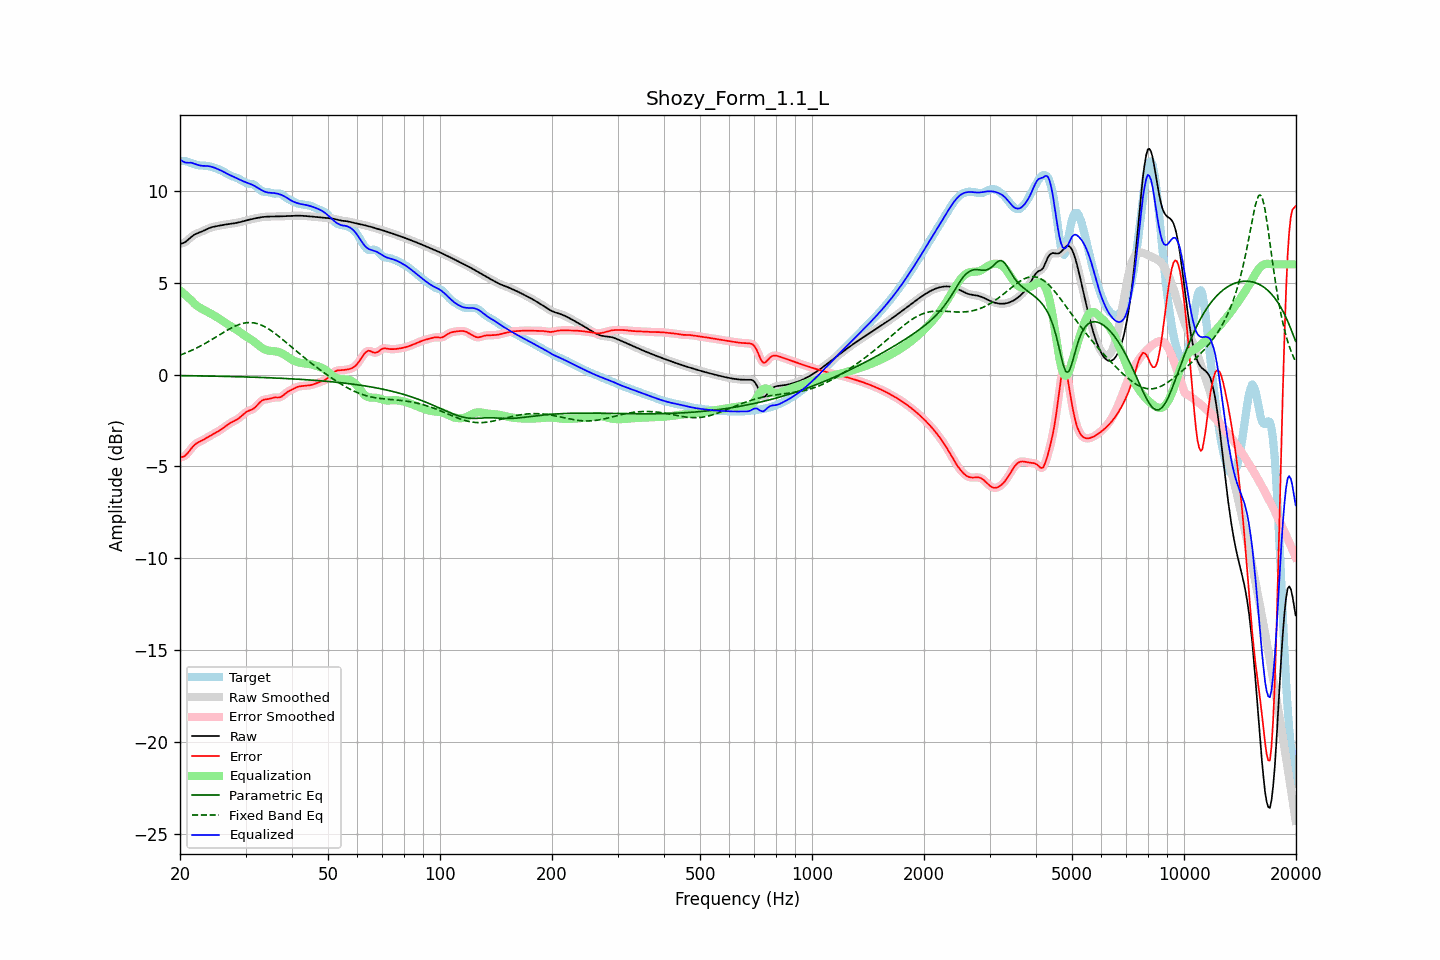 Shozy_Form_1.1_L
Amplitude (dBr)
10
5
0
−5
−10
−15
−20
−25
Target
Raw Smoothed
Error Smoothed
Raw
Error
Equalization
Parametric Eq
Fixed Band Eq
Equalized
20
50
100
200
500
1000
2000
5000
10000
20000
Frequency (Hz)